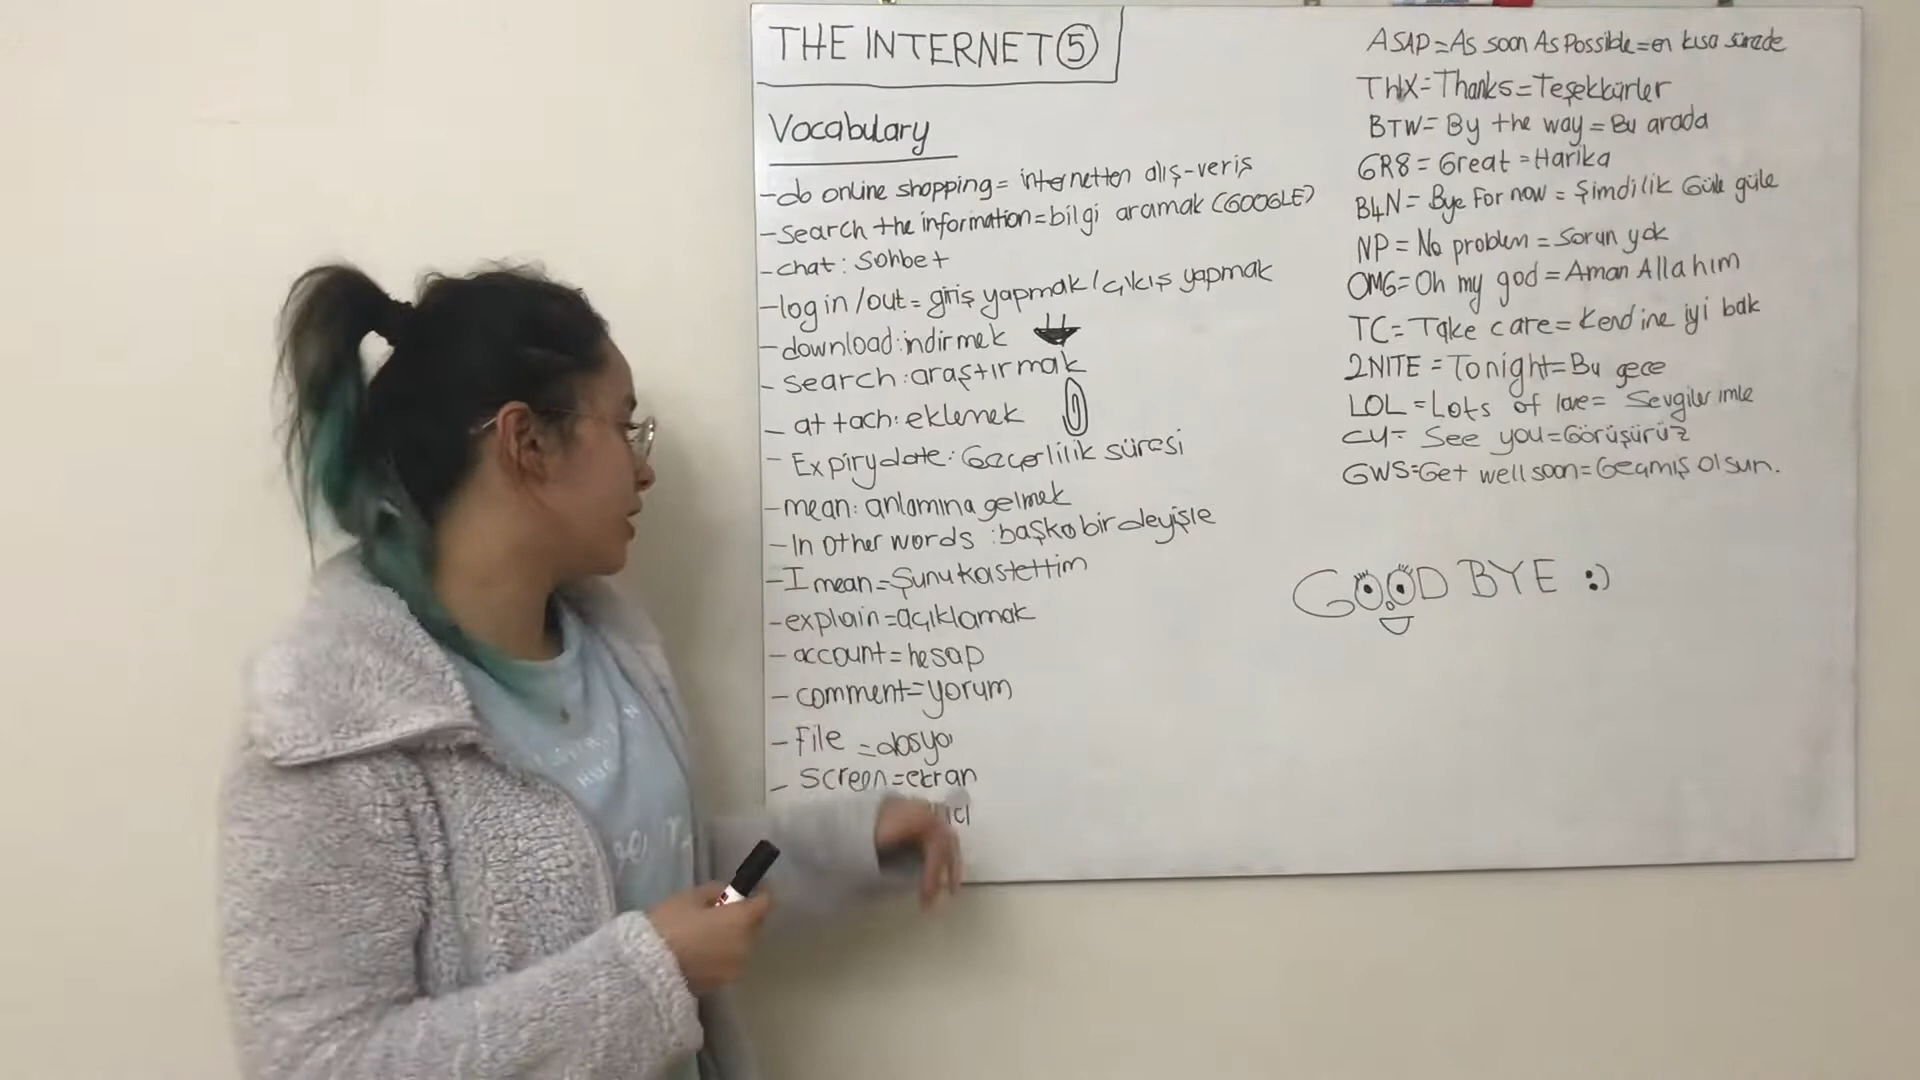 THE INTERNET 5
Vocabulary
- do online shopping = internetten alış-veriş
- Search the information = bilgi aramak (GOOGLE)
- chat : sohbet
- log in / out = giriş yapmak / çıkış yapmak
- download : indirmek
- search : araştırmak
- attach : eklemek
- Expiry date : Geçerlilik süresi
- mean : anlamına gelmek
- In other words : başka bir deyişle
- I mean = Şunu kastettim
- explain = açıklamak
- account = hesap
- comment = yorum
- File = dosya
- Screen = ekran
ASAP = As soon As Possible = en kısa sürede
THX = Thanks = Teşekkürler
BTW = By the way = Bu arada
GR8 = Great = Harika
B4N = Bye For now = Şimdilik Güle güle
NP = No problem = Sorun yok
OMG = Oh my god = Aman Allahım
TC = Take care = Kendine iyi bak
2NITE = Tonight = Bu gece
LOL = Lots of love = Sevgilerimle
CU = See you = Görüşürüz
GWS = Get well soon = Geçmiş Olsun.
GOOD BYE :)